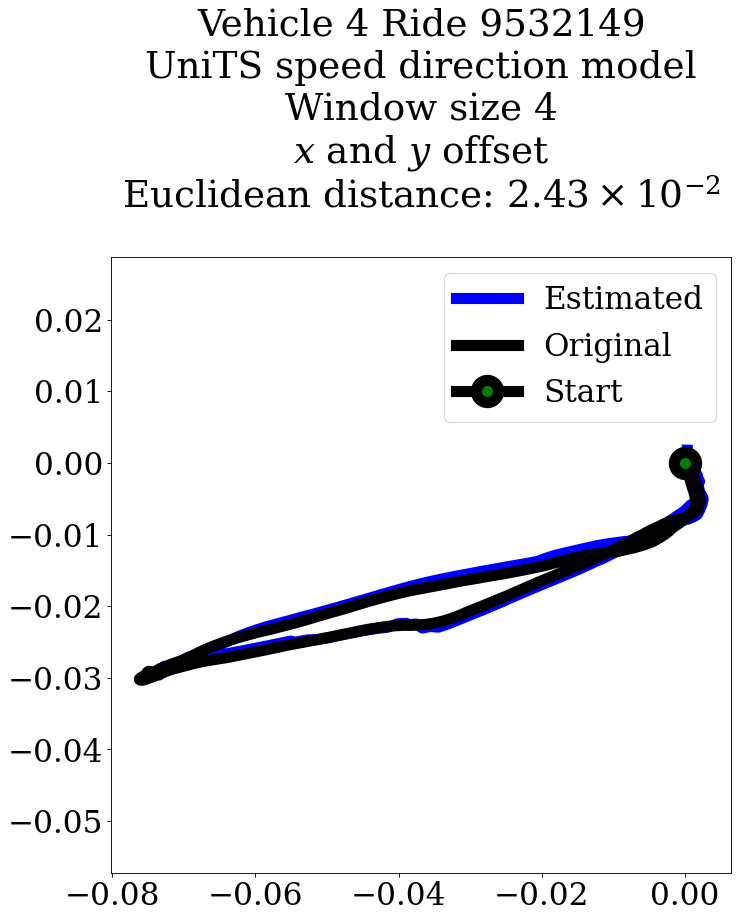 Vehicle 4 Ride 9532149
UniTS speed direction model
Window size 4
x and y offset
Euclidean distance: 2.43 × 10⁻²
Estimated
Original
Start
0.02
0.01
0.00
−0.01
−0.02
−0.03
−0.04
−0.05
−0.08 −0.06 −0.04 −0.02 0.00